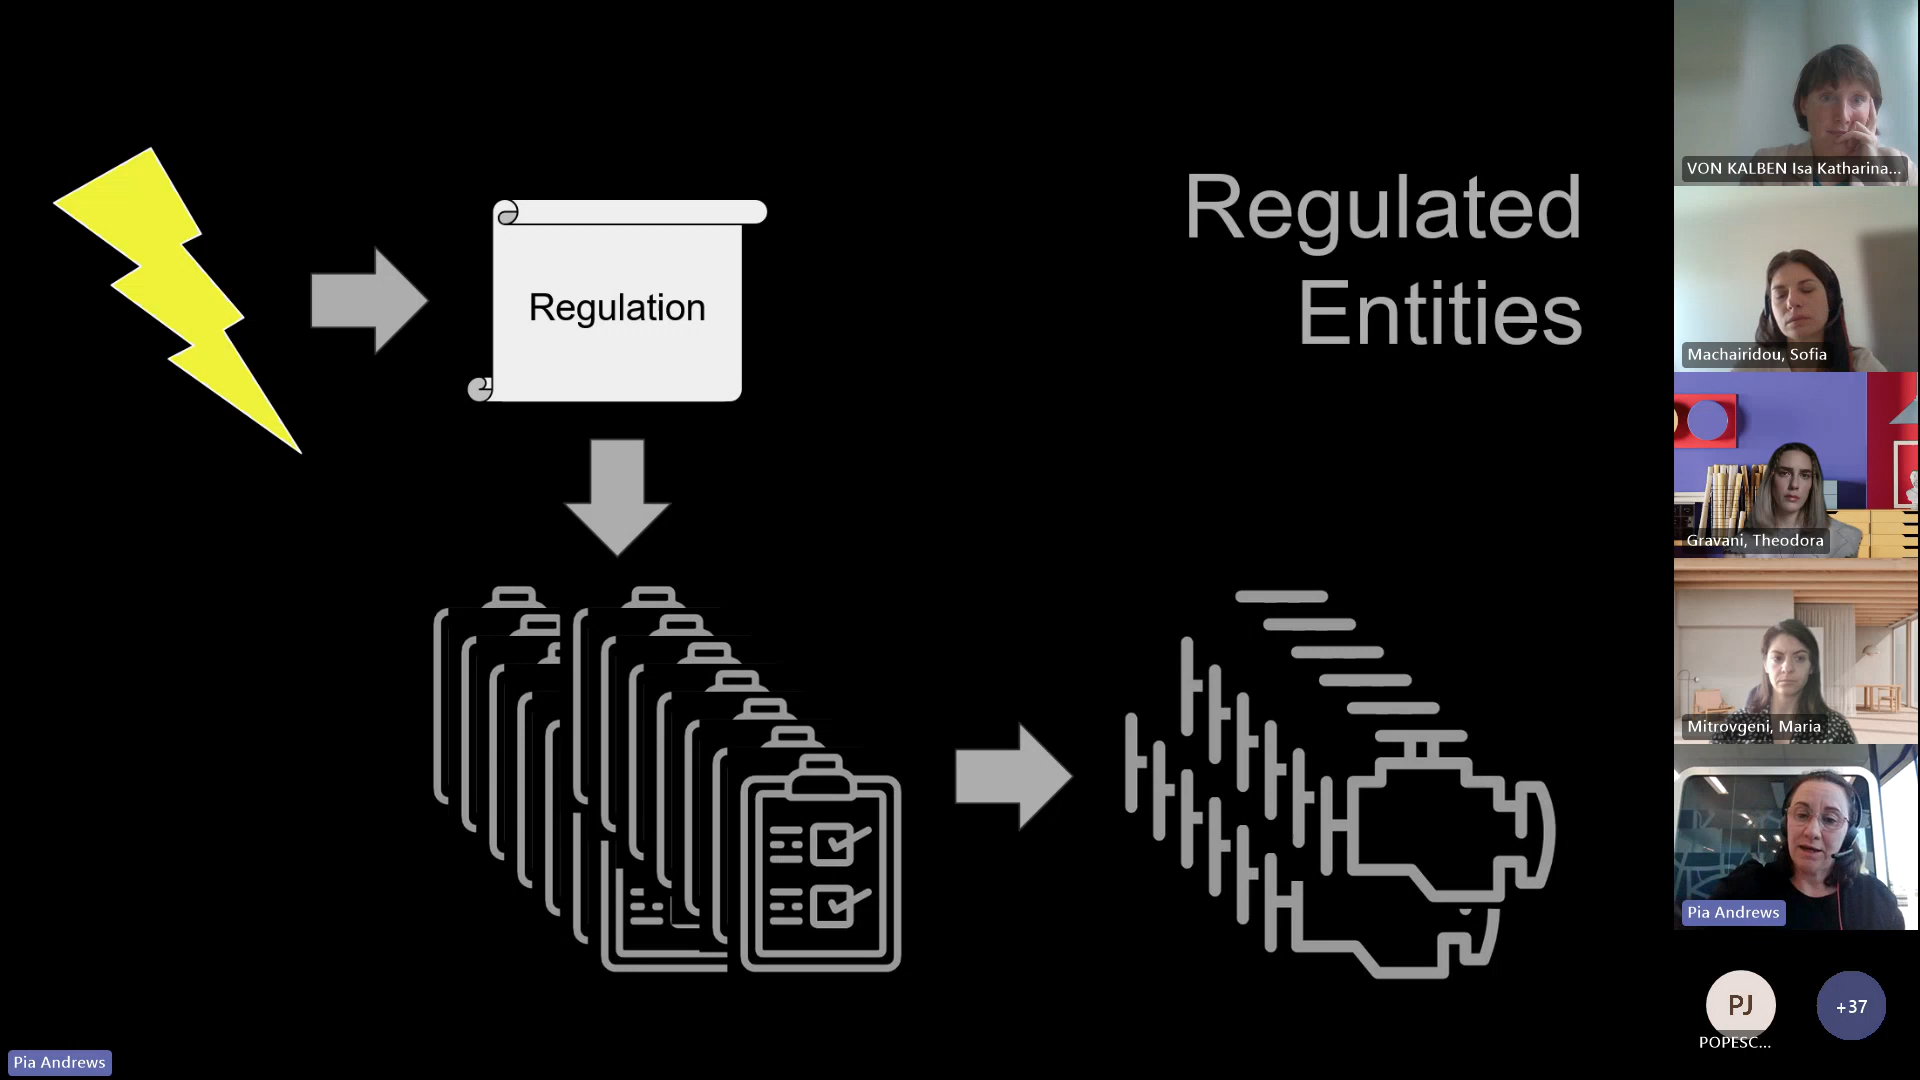 Regulated
Entities
Regulation
VON KALBEN Isa Katharina...
Machairidou, Sofia
Gravani, Theodora
Mitrovgeni, Maria
Pia Andrews
PJ
+37
POPESC...
Pia Andrews